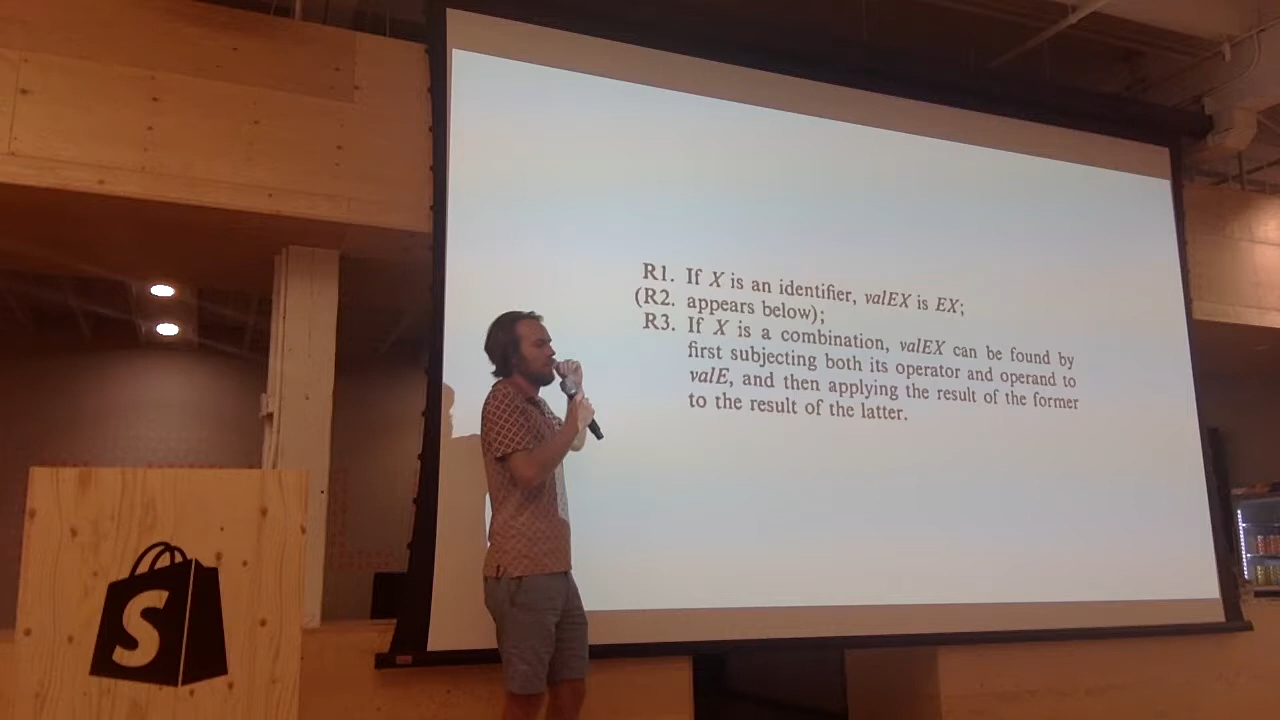 R1. If X is an identifier, valEX is EX;
(R2. appears below);
R3. If X is a combination, valEX can be found by
first subjecting both its operator and operand to
valE, and then applying the result of the former
to the result of the latter.
S